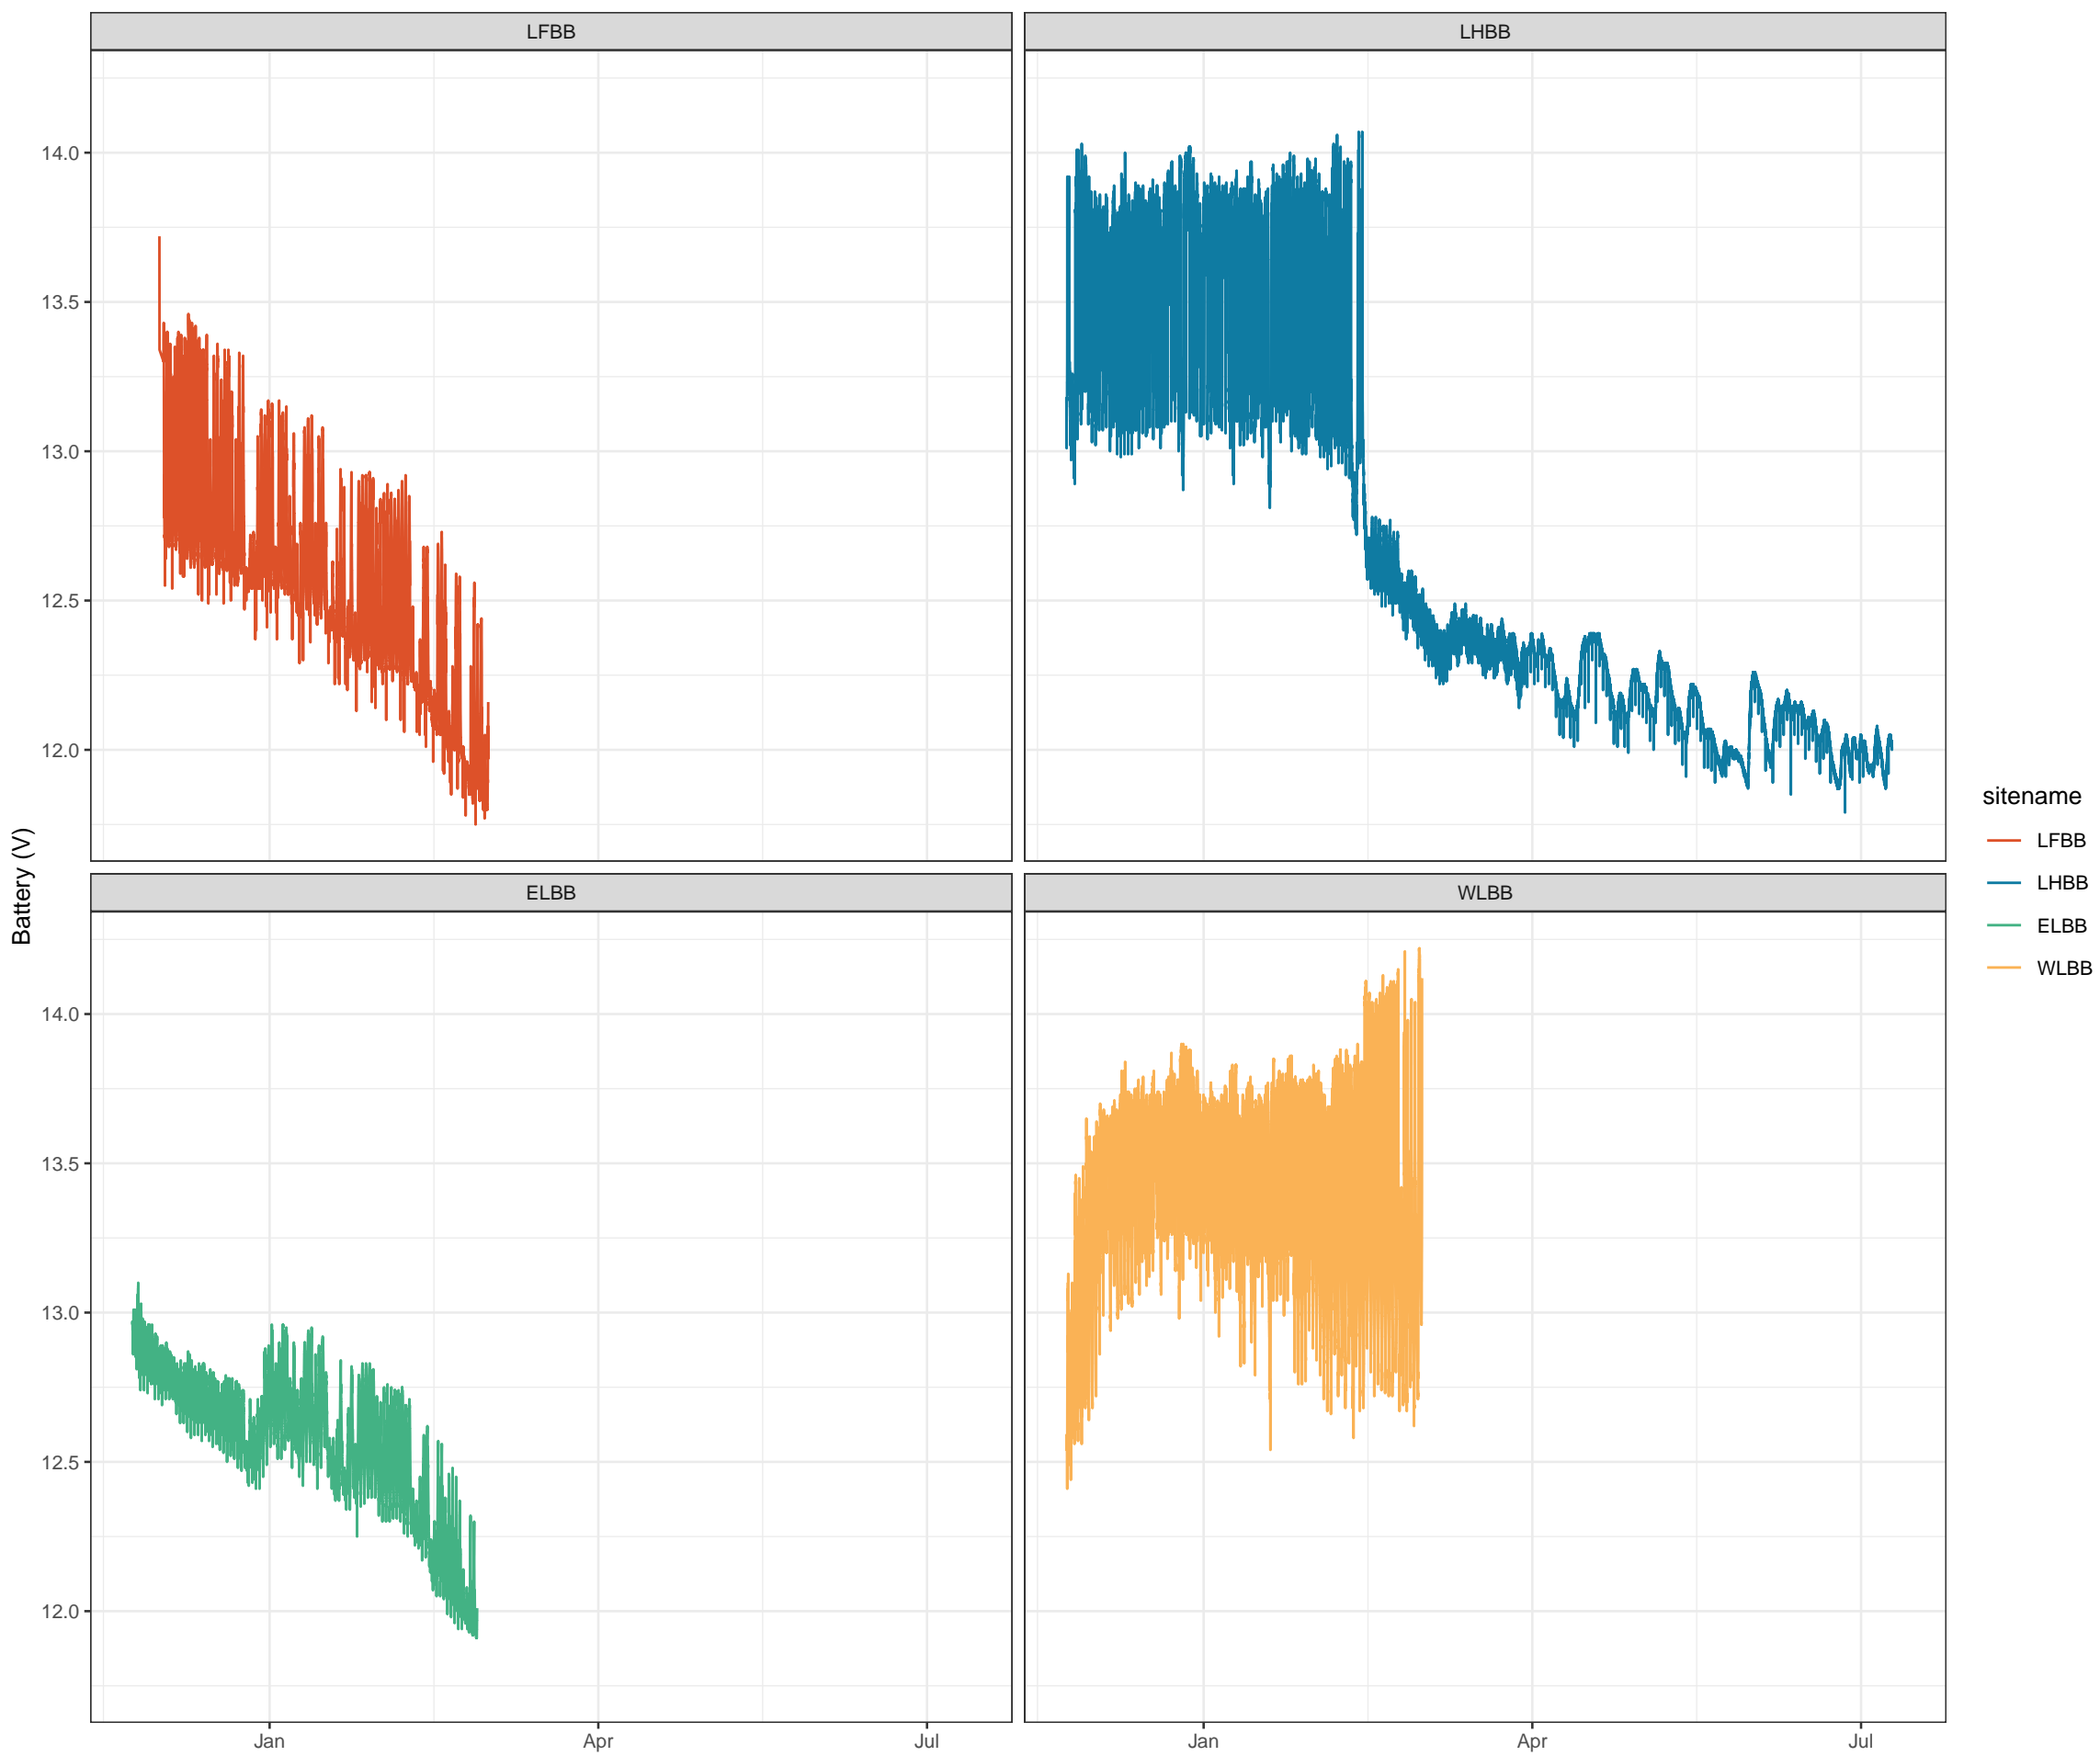 LFBB
LHBB
14.0
13.5
13.0
12.5
12.0
ELBB
WLBB
14.0
13.5
13.0
12.5
12.0
Jan
Apr
Jul
Jan
Apr
Jul
Battery (V)
sitename
LFBB
LHBB
ELBB
WLBB